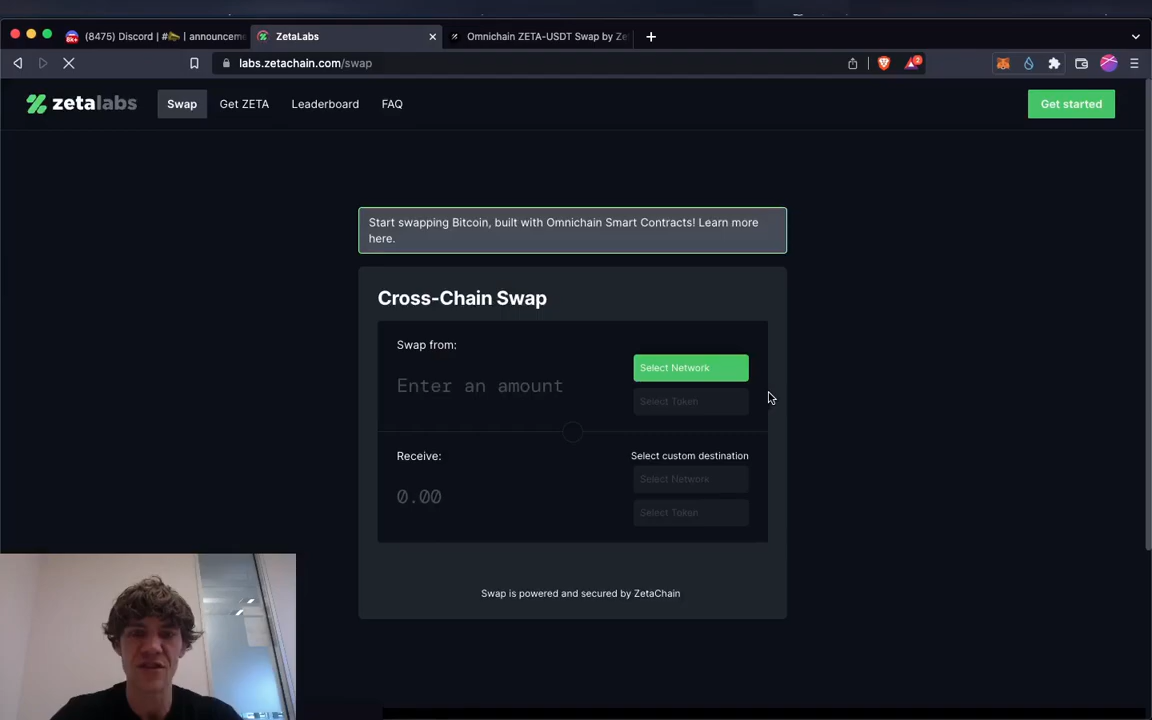 (8475) Discord | # | announcem
ZetaLabs
Omnichain ZETA-USDT Swap by Ze
labs.zetachain.com/swap
2
zetalabs
Swap
Get ZETA
Leaderboard
FAQ
Get started
Start swapping Bitcoin, built with Omnichain Smart Contracts! Learn more
here.
Cross-Chain Swap
Swap from:
Select Network
Enter an amount
Select Token
Receive:
Select custom destination
Select Network
0.00
Select Token
Swap is powered and secured by ZetaChain